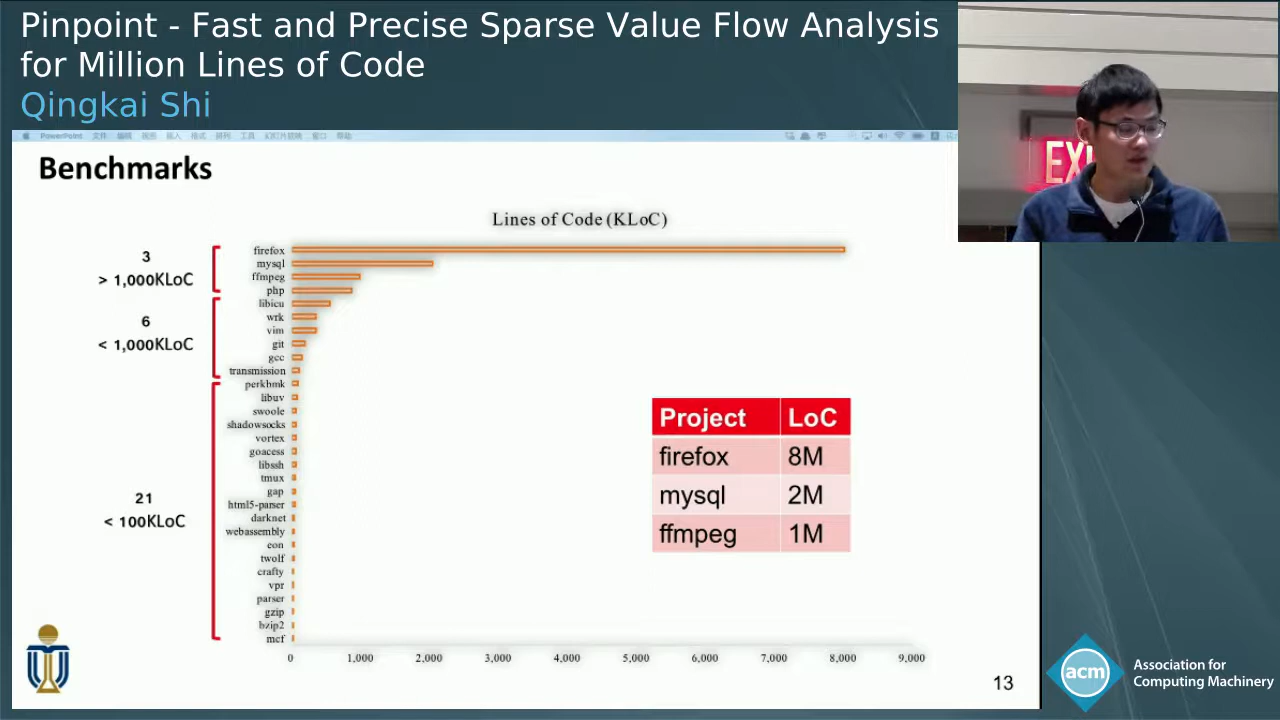 Pinpoint - Fast and Precise Sparse Value Flow Analysis
for Million Lines of Code
Qingkai Shi
PowerPoint 文件 编辑 视图 插入 格式 排列 工具 幻灯片放映 窗口 帮助
EXI
Benchmarks
Lines of Code (KLoC)
3
> 1,000KLoC
6
< 1,000KLoC
21
< 100KLoC
firefox
mysql
ffmpeg
php
libicu
wrk
vim
git
gcc
transmission
perkbmk
libuv
swoole
shadowsocks
vortex
goacess
libssh
tmux
gap
html5-parser
darknet
webassembly
eon
twolf
crafty
vpr
parser
gzip
bzip2
mcf
0 1,000 2,000 3,000 4,000 5,000 6,000 7,000 8,000 9,000
Project LoC
firefox 8M
mysql 2M
ffmpeg 1M
13
acm
Association for
Computing Machinery